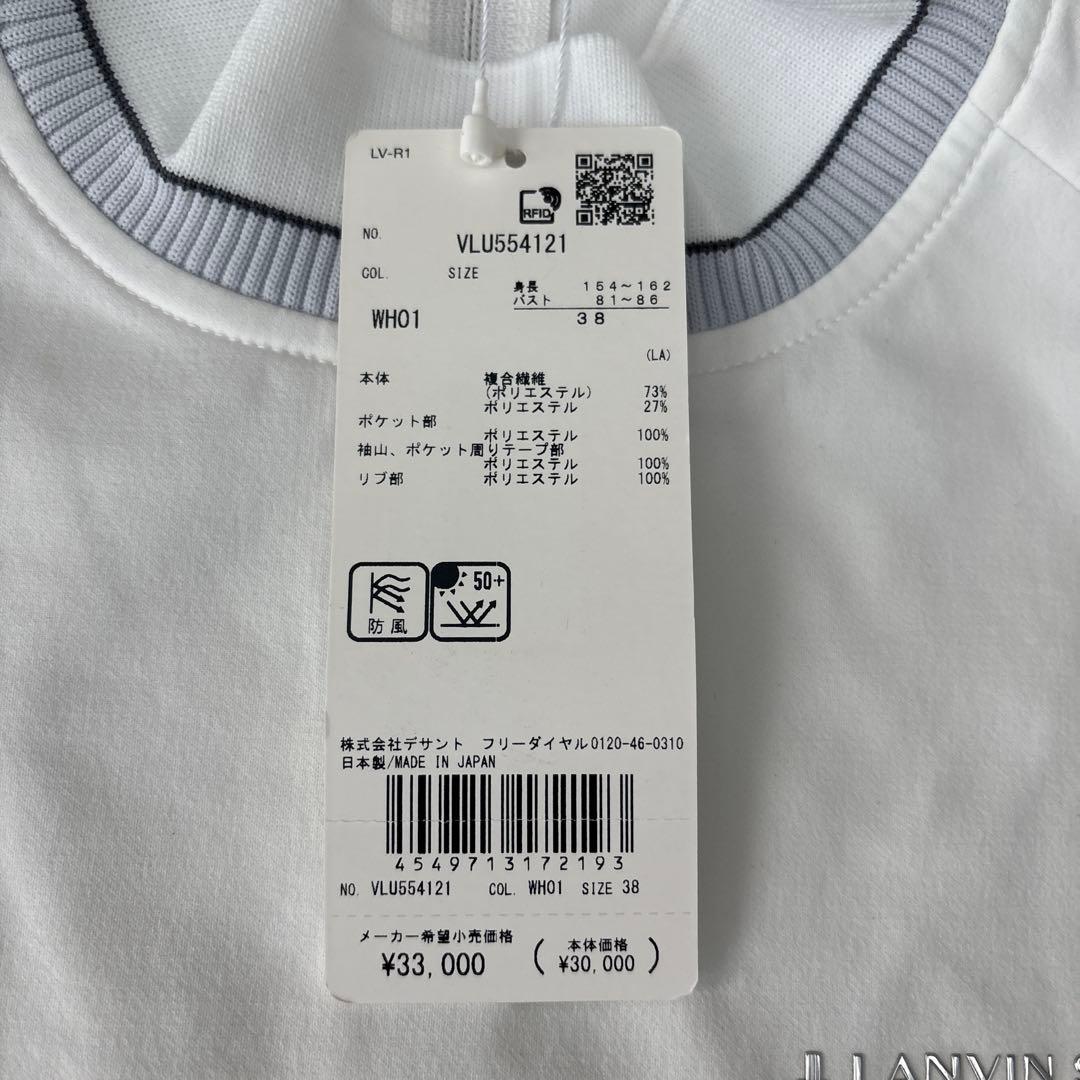 LV-R1
RFID
NO. VLU554121
COL. SIZE
身長 154～162
バスト 81～86
WH01 38
(LA)
本体 複合繊維
(ポリエステル) 73%
ポリエステル 27%
ポケット部
ポリエステル 100%
袖山、ポケット周りテープ部
ポリエステル 100%
リブ部 ポリエステル 100%
防風 50+
株式会社デサント フリーダイヤル0120-46-0310
日本製/MADE IN JAPAN
4549713172193
NO. VLU554121 COL. WH01 SIZE 38
メーカー希望小売価格
¥33,000
(本体価格
¥30,000)
LANVIN